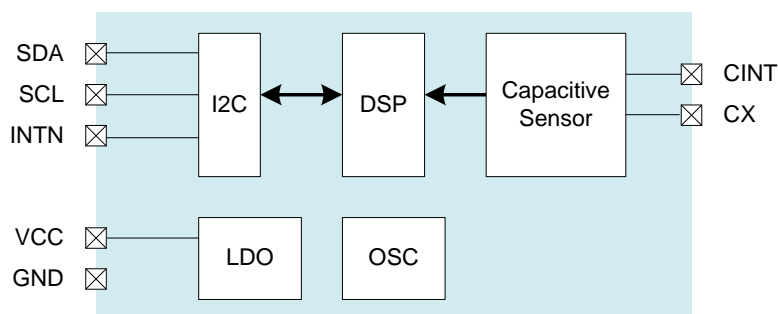 SDA
SCL
INTN
I2C
DSP
Capacitive
Sensor
CINT
CX
VCC
GND
LDO
OSC